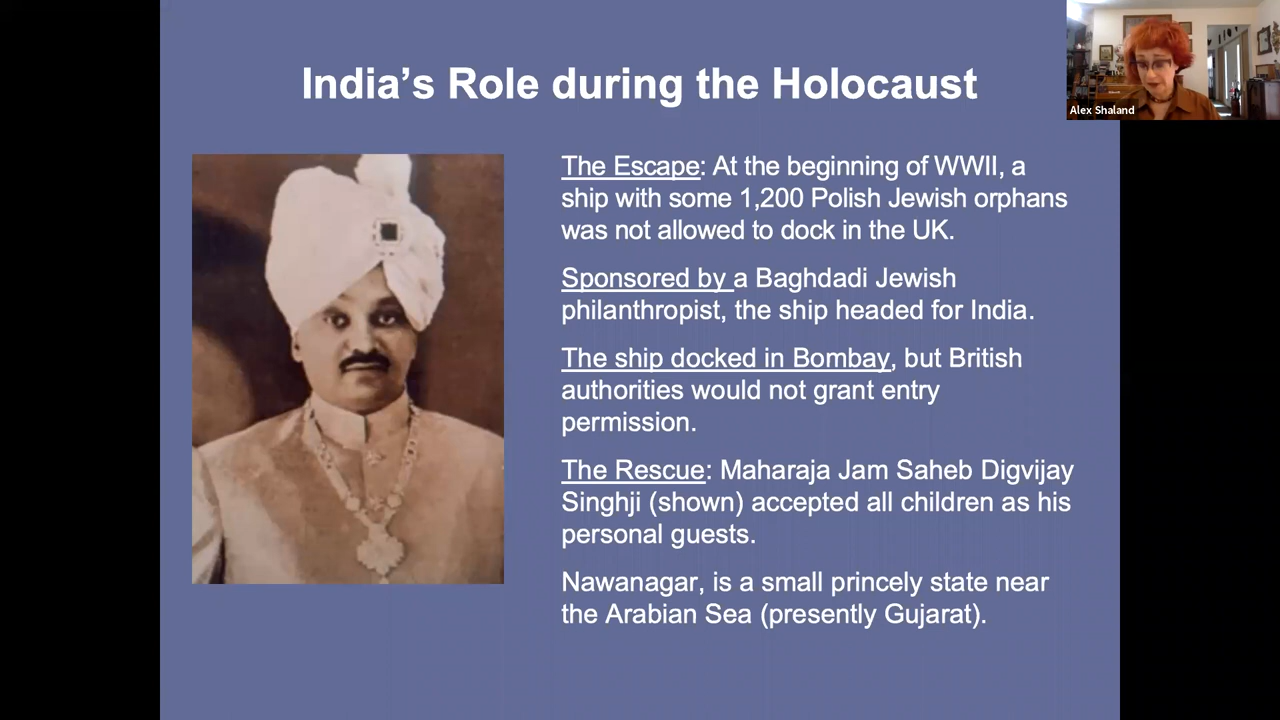 India’s Role during the Holocaust
Alex Shaland
The Escape: At the beginning of WWII, a
ship with some 1,200 Polish Jewish orphans
was not allowed to dock in the UK.
Sponsored by a Baghdadi Jewish
philanthropist, the ship headed for India.
The ship docked in Bombay, but British
authorities would not grant entry
permission.
The Rescue: Maharaja Jam Saheb Digvijay
Singhji (shown) accepted all children as his
personal guests.
Nawanagar, is a small princely state near
the Arabian Sea (presently Gujarat).